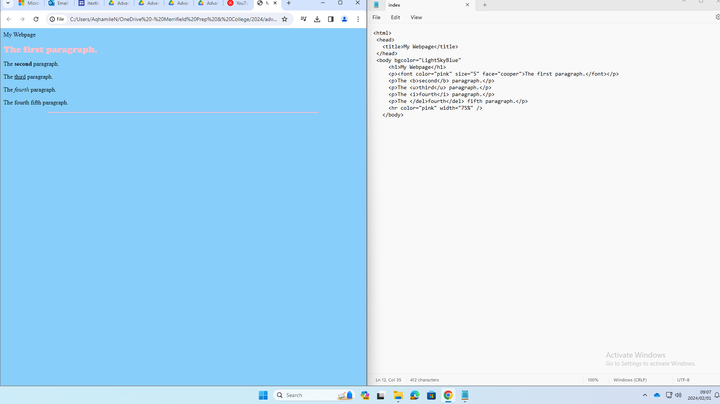 Micros
Email
itsxti
Adva
Adva
Adva
Adva
YouT
File
C:/Users/AqhamileN/OneDrive%20-%20Merrifield%20Prep%20&%20College/2024/adv...
My Webpage
The first paragraph.
The second paragraph.
The third paragraph.
The fourth paragraph.
The fourth fifth paragraph.
index
File Edit View
<html>
<head>
<title>My Webpage</title>
</head>
<body bgcolor="LightSkyBlue"
<h1>My Webpage</h1>
<p><font color="pink" size="5" face="cooper">The first paragraph.</font></p>
<p>The <b>second</b> paragraph.</p>
<p>The <u>third</u> paragraph.</p>
<p>The <i>fourth</i> paragraph.</p>
<p>The </del>fourth</del> fifth paragraph.</p>
<hr color="pink" width="75%" />
</body>
Activate Windows
Go to Settings to activate Windows.
Ln 12, Col 35 412 characters 100% Windows (CRLF) UTF-8
Search
09:07
2024/02/01